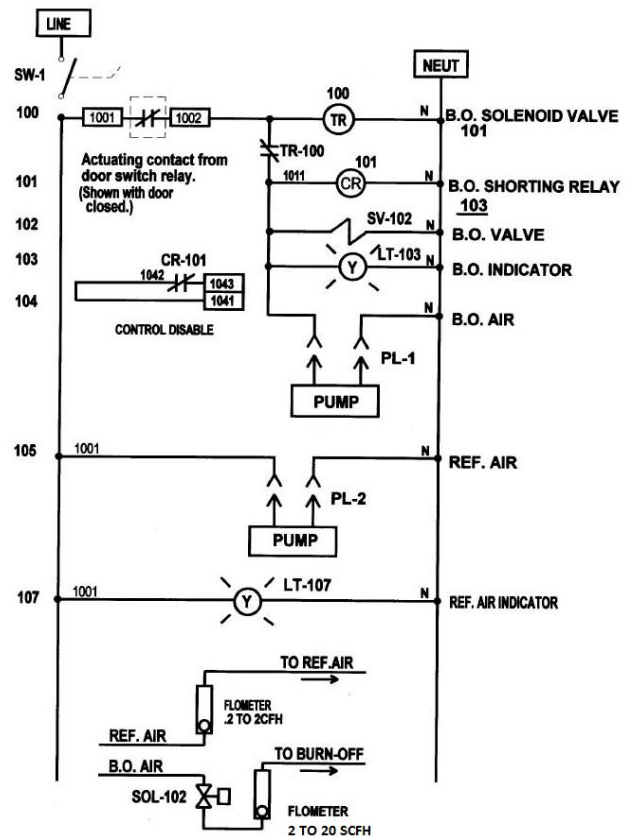 LINE
NEUT
SW-1
100
1001
1002
100
TR
N
B.O. SOLENOID VALVE
101
Actuating contact from
door switch relay.
(Shown with door
closed.)
TR-100
101
1011
101
CR
N
B.O. SHORTING RELAY
103
102
SV-102
N
B.O. VALVE
103
CR-101
1042
1043
Y
LT-103
N
B.O. INDICATOR
104
1041
CONTROL DISABLE
N
B.O. AIR
PL-1
PUMP
105
1001
N
REF. AIR
PL-2
PUMP
107
1001
Y
LT-107
N
REF. AIR INDICATOR
TO REF.AIR
FLOMETER
.2 TO 2CFH
REF. AIR
B.O. AIR
TO BURN-OFF
SOL-102
FLOMETER
2 TO 20 SCFH